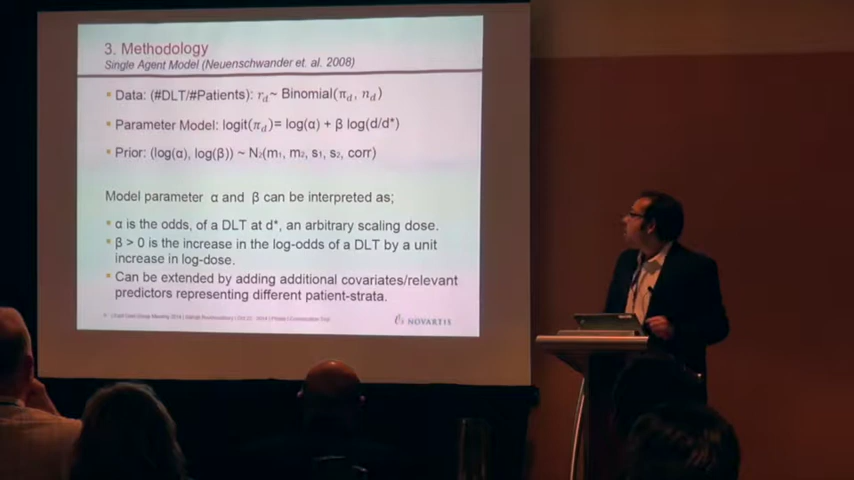 3. Methodology
Single Agent Model (Neuenschwander et. al. 2008)
Data: (#DLT/#Patients): r_d ~ Binomial(π_d, n_d)
Parameter Model: logit(π_d)= log(α) + β log(d/d*)
Prior: (log(α), log(β)) ~ N₂(m₁, m₂, s₁, s₂, corr)
Model parameter α and β can be interpreted as;
α is the odds, of a DLT at d*, an arbitrary scaling dose.
β > 0 is the increase in the log-odds of a DLT by a unit
increase in log-dose.
Can be extended by adding additional covariates/relevant
predictors representing different patient-strata.
NOVARTIS